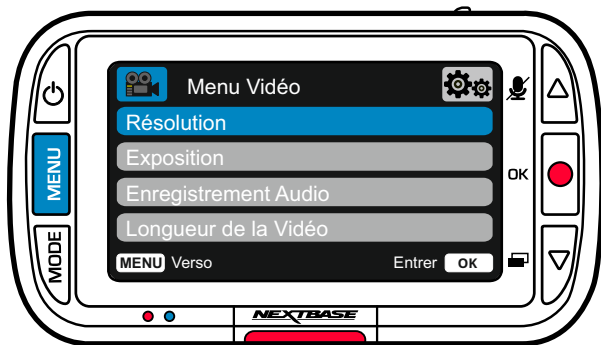 Menu Vidéo
Résolution
Exposition
Enregistrement Audio
Longueur de la Vidéo
MENU Verso Entrer OK
MENU
MODE
OK
NEXTBASE